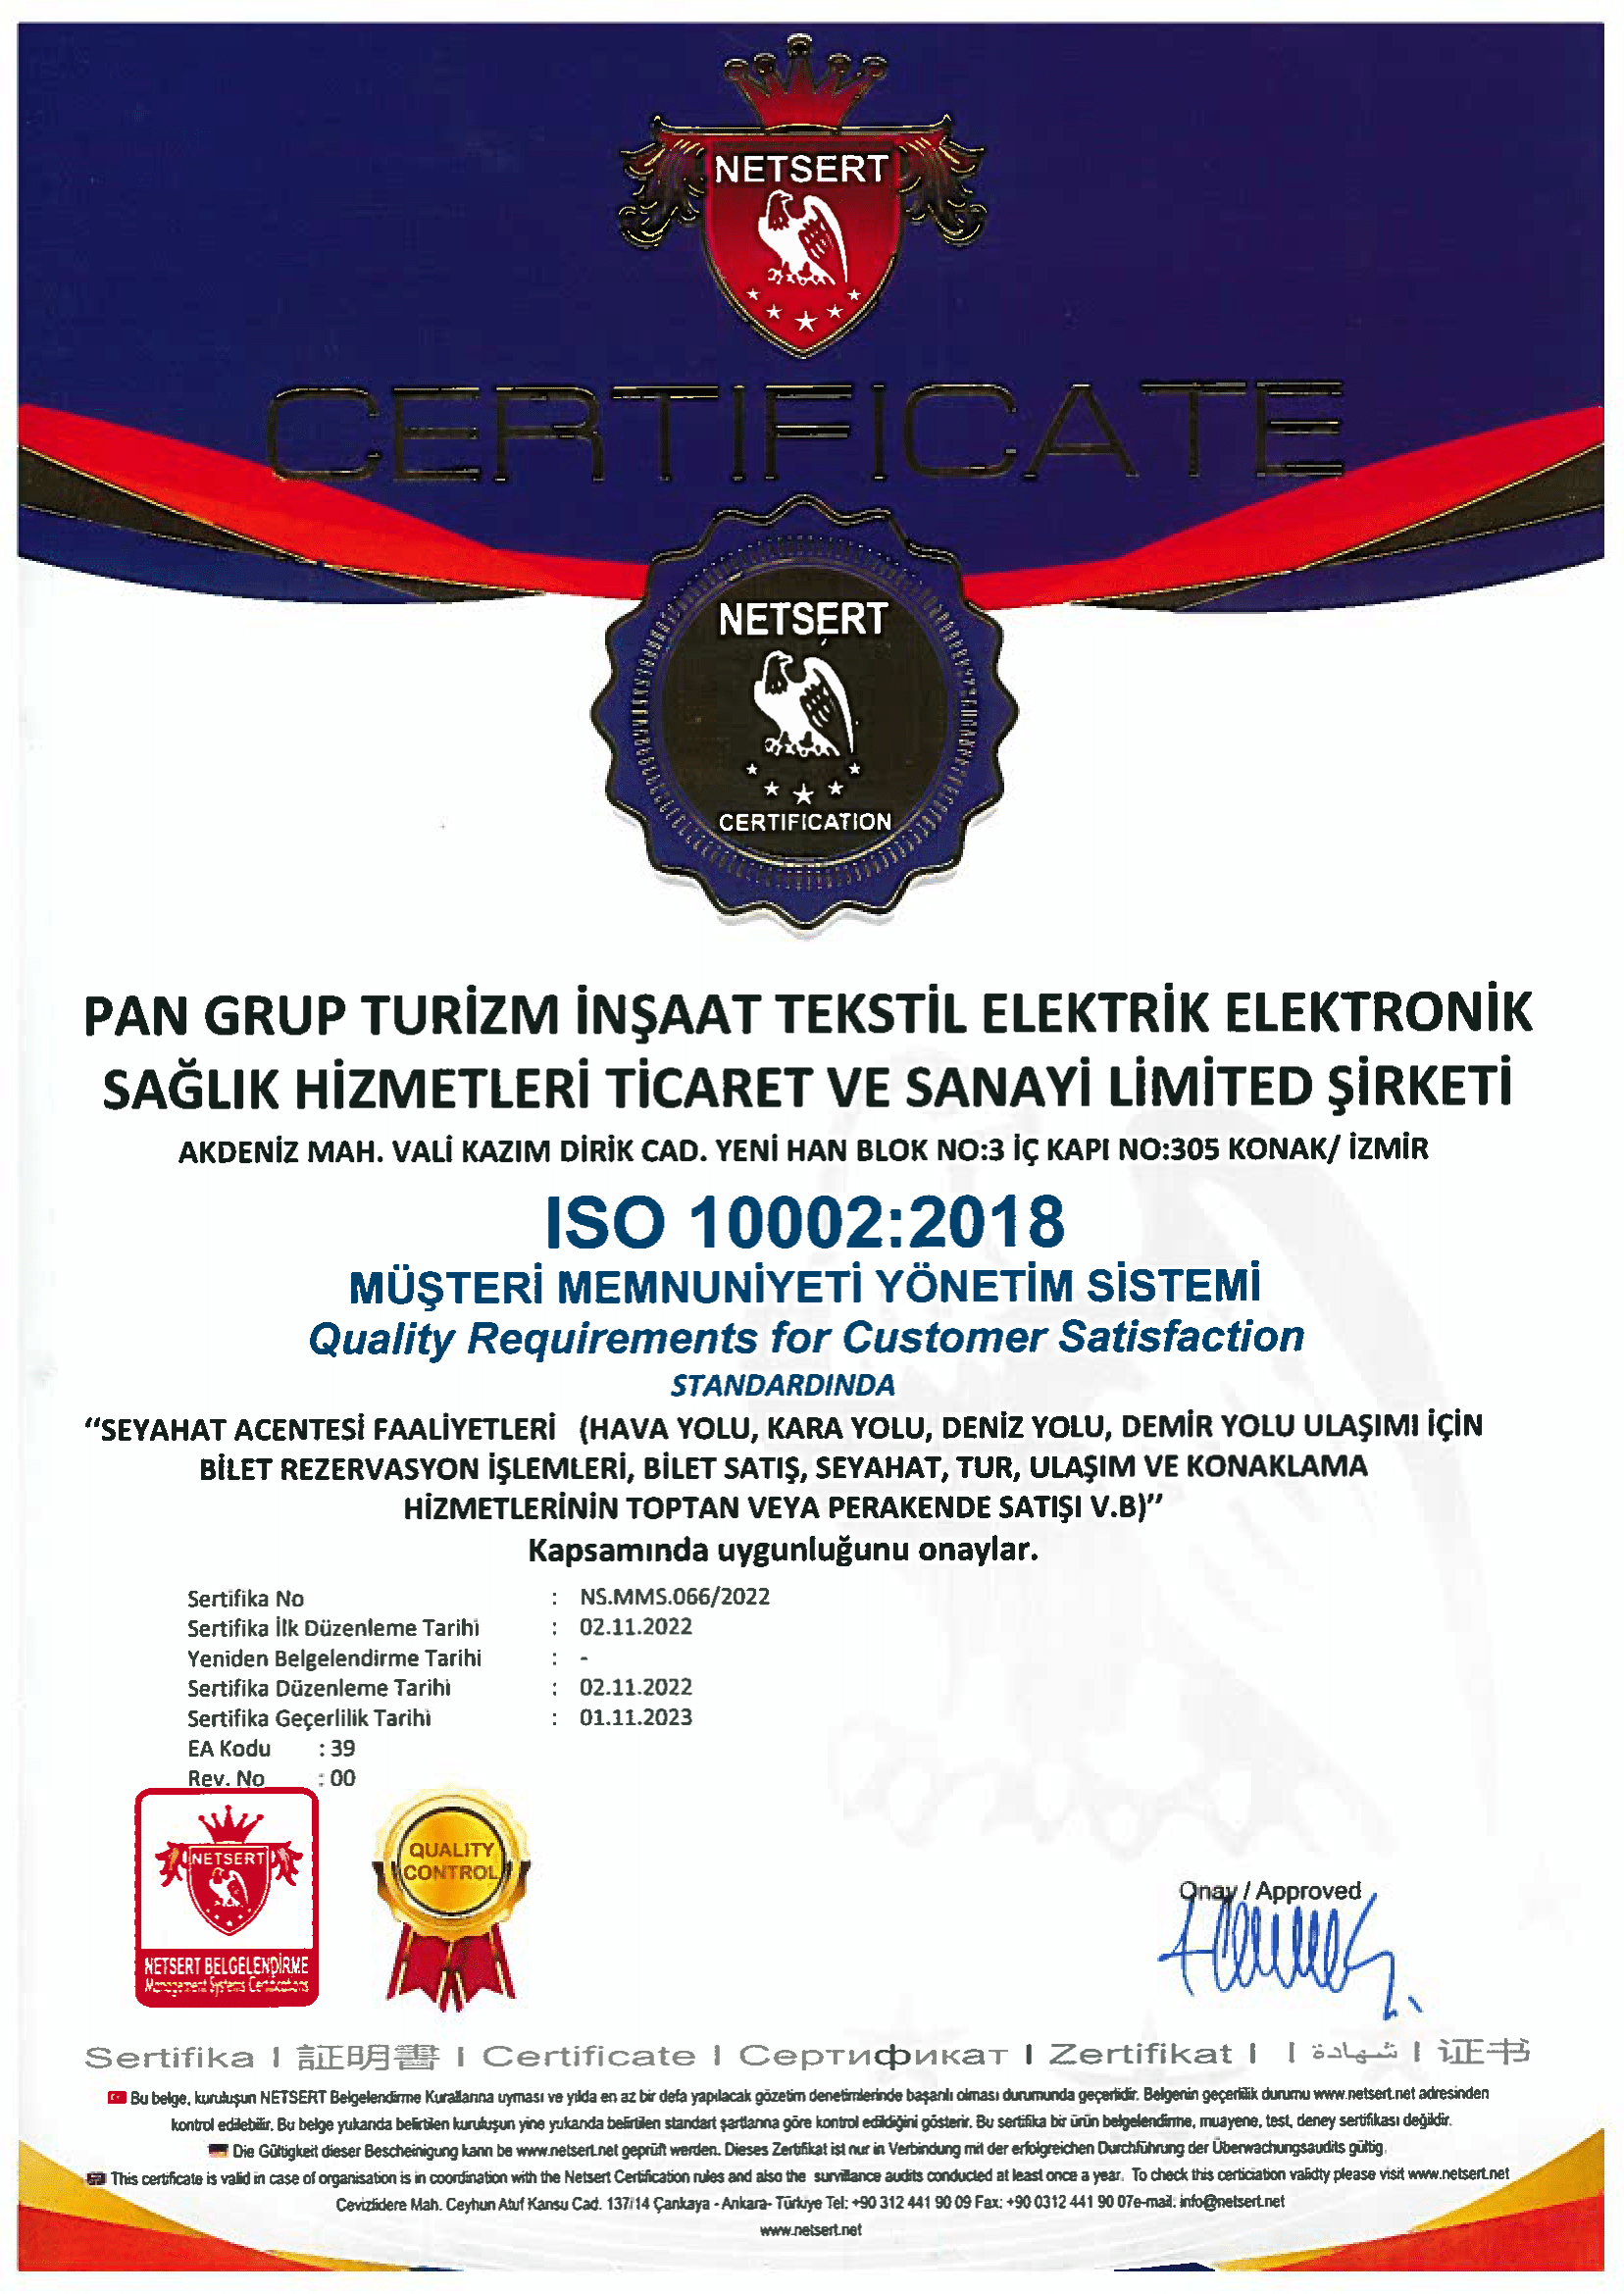 NETSERT
CERTIFICATE
NETSERT
CERTIFICATION
PAN GRUP TURİZM İNŞAAT TEKSTİL ELEKTRİK ELEKTRONİK
SAĞLIK HİZMETLERİ TİCARET VE SANAYİ LİMİTED ŞİRKETİ
AKDENİZ MAH. VALİ KAZIM DİRİK CAD. YENİ HAN BLOK NO:3 İÇ KAPI NO:305 KONAK/ İZMİR
ISO 10002:2018
MÜŞTERİ MEMNUNİYETİ YÖNETİM SİSTEMİ
Quality Requirements for Customer Satisfaction
STANDARDINDA
“SEYAHAT ACENTESİ FAALİYETLERİ (HAVA YOLU, KARA YOLU, DENİZ YOLU, DEMİR YOLU ULAŞIMI İÇİN
BİLET REZERVASYON İŞLEMLERİ, BİLET SATIŞ, SEYAHAT, TUR, ULAŞIM VE KONAKLAMA
HİZMETLERİNİN TOPTAN VEYA PERAKENDE SATIŞI V.B)”
Kapsamında uygunluğunu onaylar.
Sertifika No : NS.MMS.066/2022
Sertifika İlk Düzenleme Tarihi : 02.11.2022
Yeniden Belgelendirme Tarihi : -
Sertifika Düzenleme Tarihi : 02.11.2022
Sertifika Geçerlilik Tarihi : 01.11.2023
EA Kodu : 39
Rev. No : 00
NETSERT
NETSERT BELGELENDİRME
Management Systems Certifications
QUALITY
CONTROL
Onay / Approved
Sertifika I 証明書 I Certificate I Сертификат I Zertifikat I I شهادة I 证书
Bu belge, kuruluşun NETSERT Belgelendirme Kurallarına uyması ve yılda en az bir defa yapılacak gözetim denetimlerinde başarılı olması durumunda geçerlidir. Belgenin geçerlilik durumu www.netsert.net adresinden
kontrol edilebilir. Bu belge yukarıda belirtilen kuruluşun yine yukarıda belirtilen standart şartlarına göre kontrol edildiğini gösterir. Bu sertifika bir ürün belgelendirme, muayene, test, deney sertifikası değildir.
Die Gültigkeit dieser Bescheinigung kann be www.netsert.net geprüft werden. Dieses Zertifikat ist nur in Verbindung mit der erfolgreichen Durchführung der Überwachungsaudits gültig.
This certificate is valid in case of organisation is in coordination with the Netsert Certification rules and also the survillance audits conducted at least once a year. To check this certiciation validty please visit www.netsert.net
Cevizlidere Mah. Ceyhun Atuf Kansu Cad. 137/14 Çankaya - Ankara- Türkiye Tel: +90 312 441 90 09 Fax: +90 0312 441 90 07e-mail: info@netsert.net
www.netsert.net